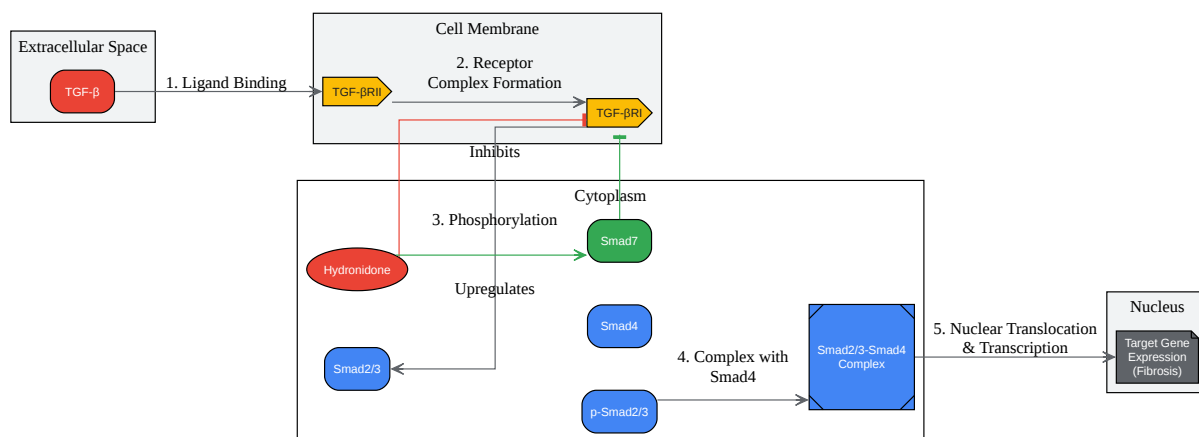 Extracellular Space
TGF-β
1. Ligand Binding
Cell Membrane
TGF-βRII
2. Receptor
Complex Formation
TGF-βRI
Inhibits
Cytoplasm
3. Phosphorylation
Smad7
Hydronidone
Upregulates
Smad4
Smad2/3
p-Smad2/3
4. Complex with
Smad4
Smad2/3-Smad4
Complex
5. Nuclear Translocation
& Transcription
Nucleus
Target Gene
Expression
(Fibrosis)